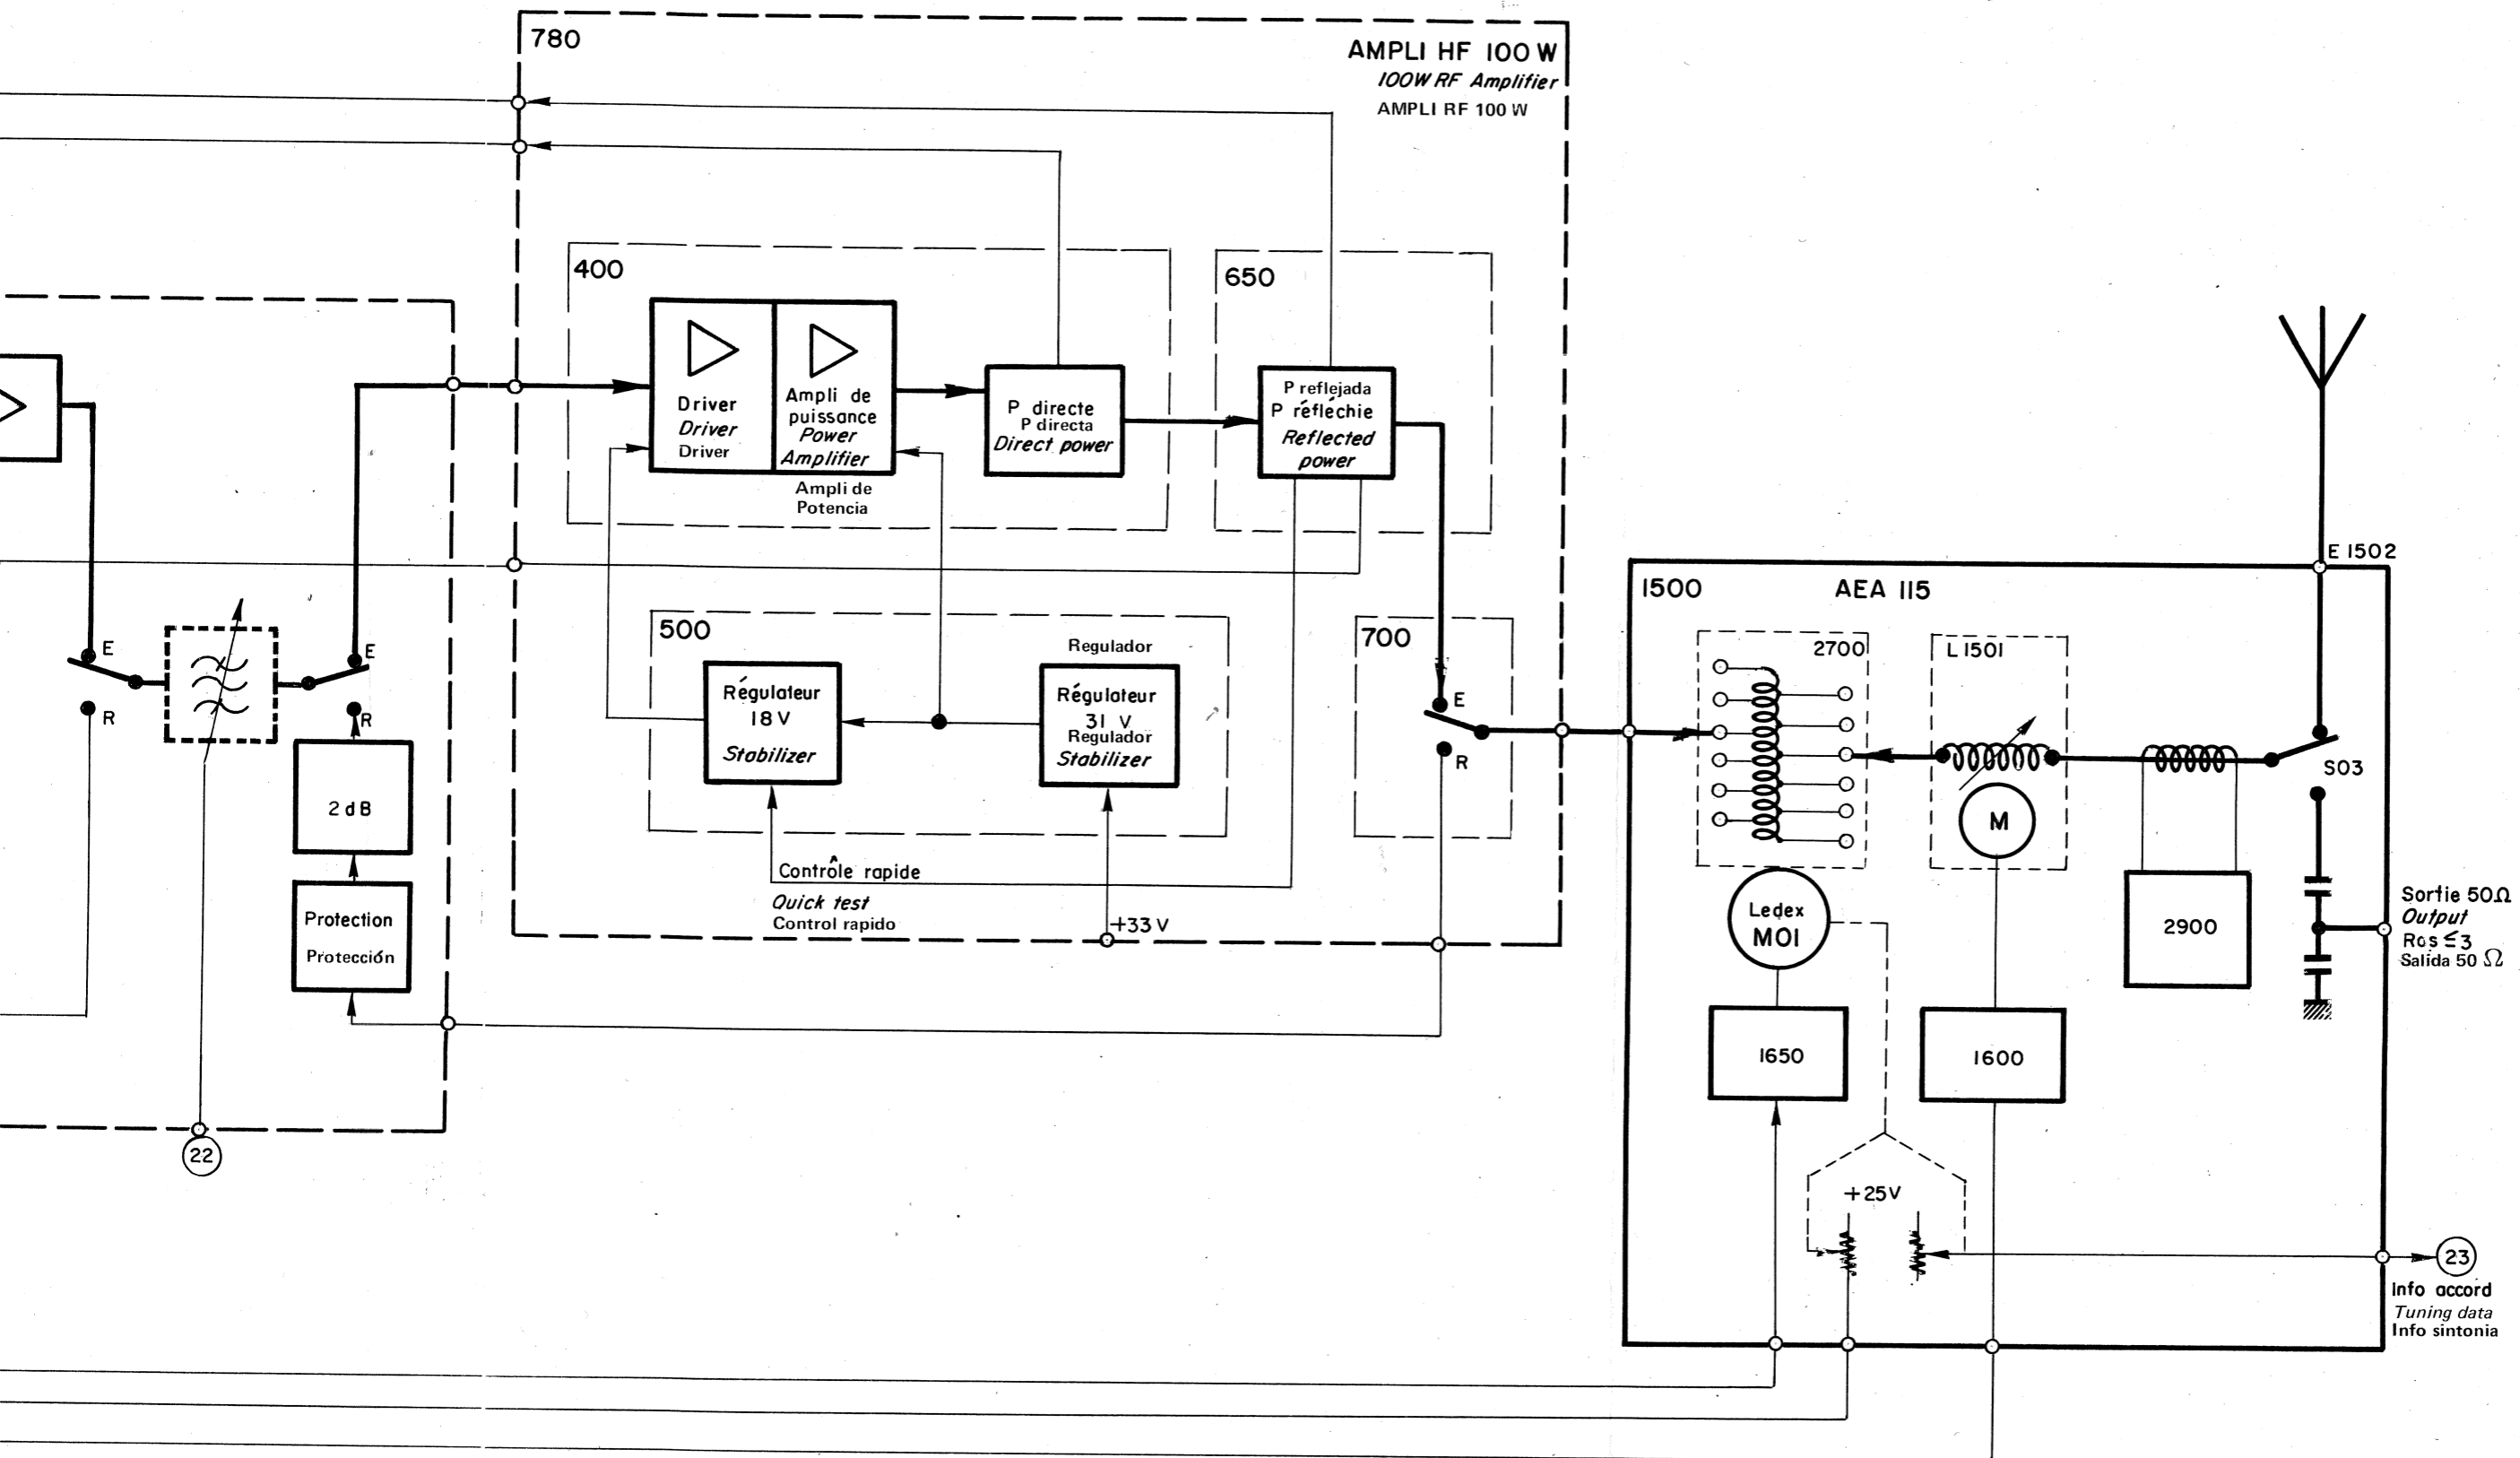 780
AMPLI HF 100 W
100W RF Amplifier
AMPLI RF 100 W
400
Driver
Driver
Driver
Ampli de
puissance
Power
Amplifier
Ampli de
Potencia
P directe
P directa
Direct power
650
P reflejada
P réfléchie
Reflected
power
E
R
E
R
2 dB
Protection
Protección
22
500
Régulateur
18 V
Stabilizer
Regulador
Régulateur
31 V
Regulador
Stabilizer
Contrôle rapide
Quick test
Control rapido
+33 V
700
E
R
E 1502
1500
AEA 115
2700
L 1501
M
Ledex
M01
1650
1600
2900
S03
Sortie 50Ω
Output
Ros ≤ 3
Salida 50 Ω
+25V
23
Info accord
Tuning data
Info sintonia